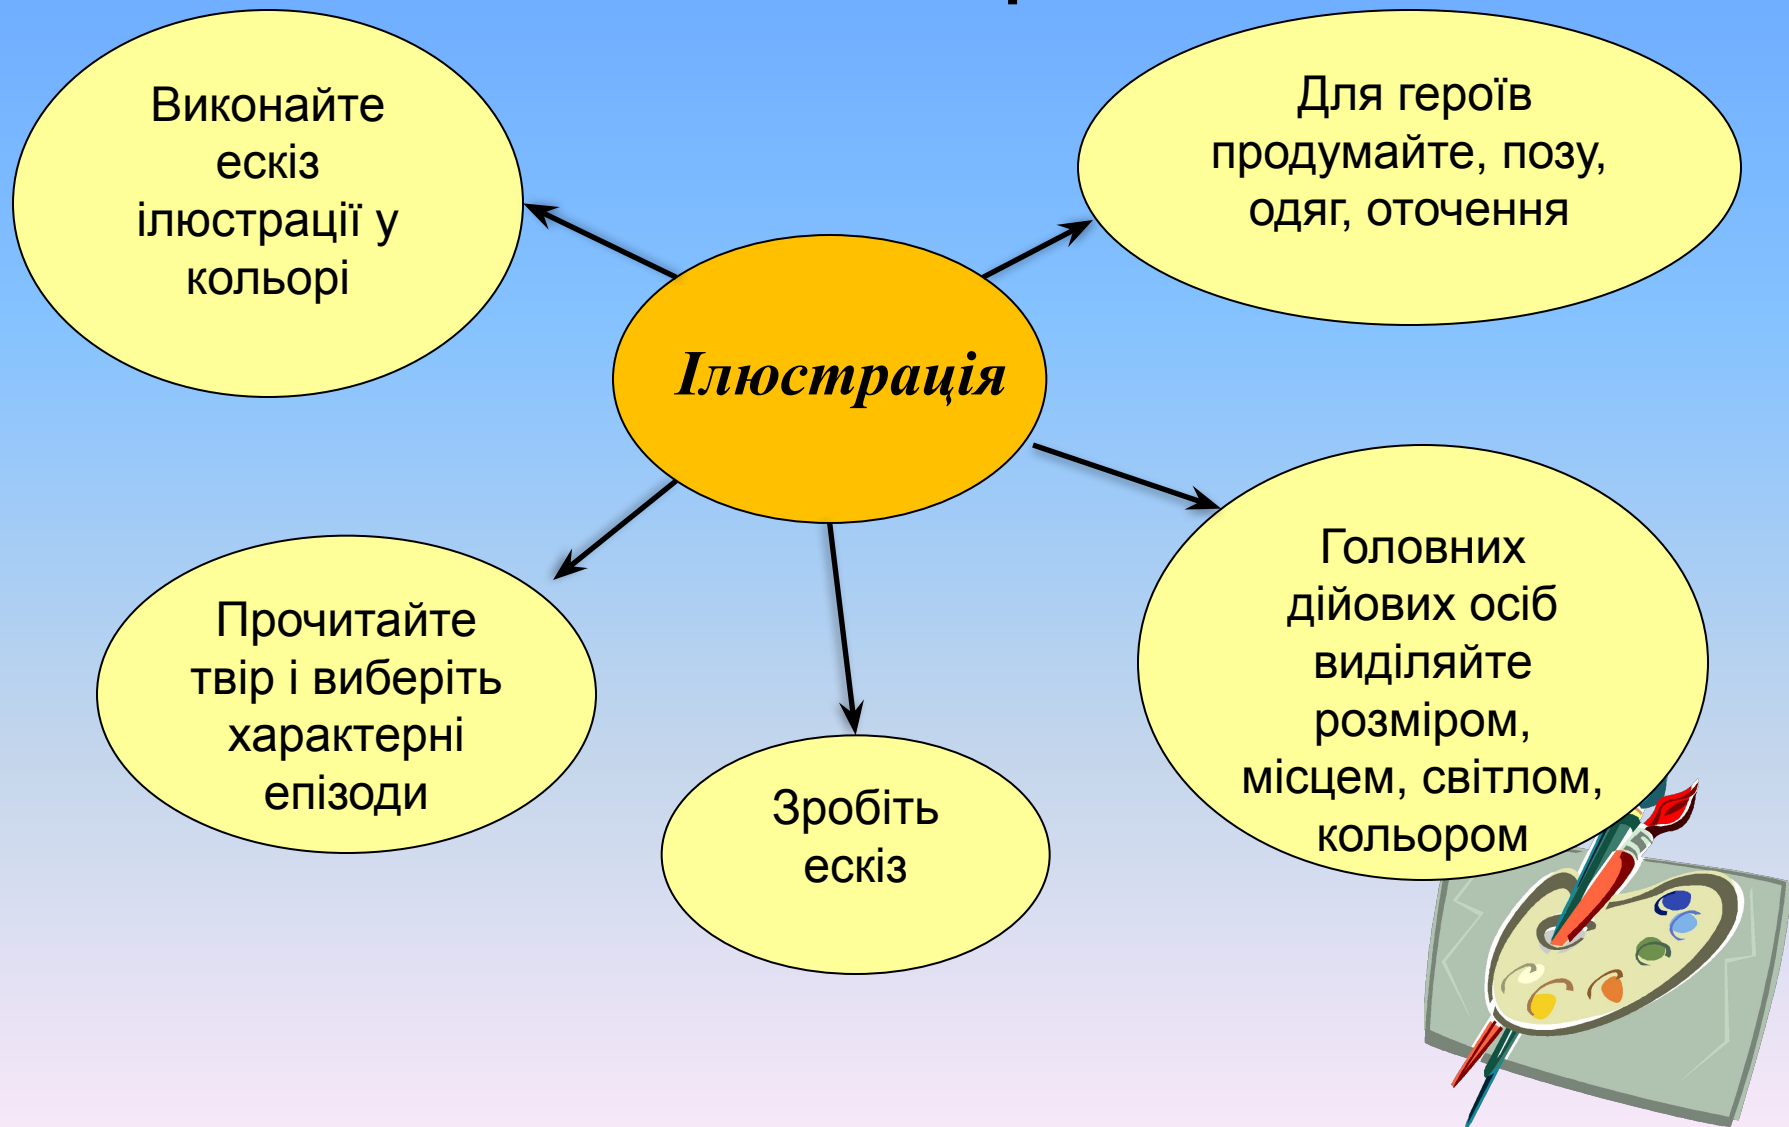 Виконайте
ескіз
ілюстрації у
кольорі
Для героїв
продумайте, позу,
одяг, оточення
Ілюстрація
Прочитайте
твір і виберіть
характерні
епізоди
Зробіть
ескіз
Головних
дійових осіб
виділяйте
розміром,
місцем, світлом,
кольором